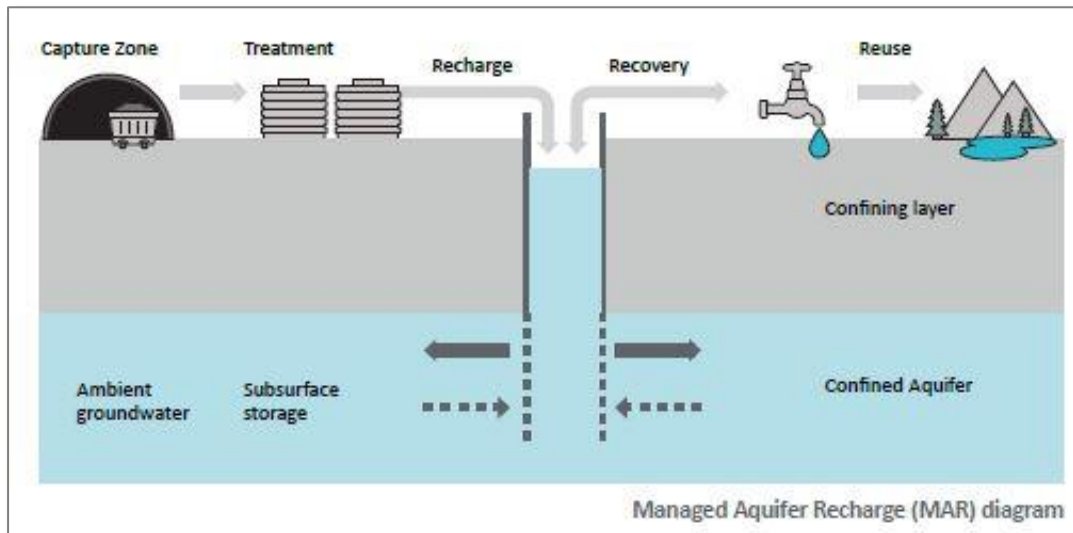 Capture Zone
Treatment
Recharge
Recovery
Reuse
Confining layer
Ambient
groundwater
Subsurface
storage
Confined Aquifer
Managed Aquifer Recharge (MAR) diagram